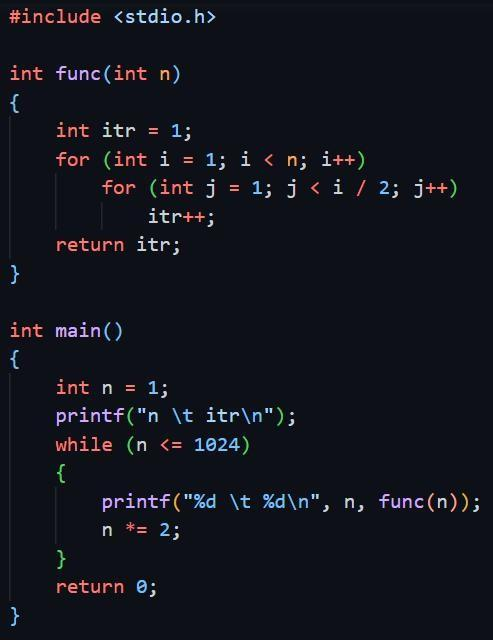 #include <stdio.h>

int func(int n)
{
    int itr = 1;
    for (int i = 1; i < n; i++)
        for (int j = 1; j < i / 2; j++)
            itr++;
    return itr;
}

int main()
{
    int n = 1;
    printf("n \t itr\n");
    while (n <= 1024)
    {
        printf("%d \t %d\n", n, func(n));
        n *= 2;
    }
    return 0;
}